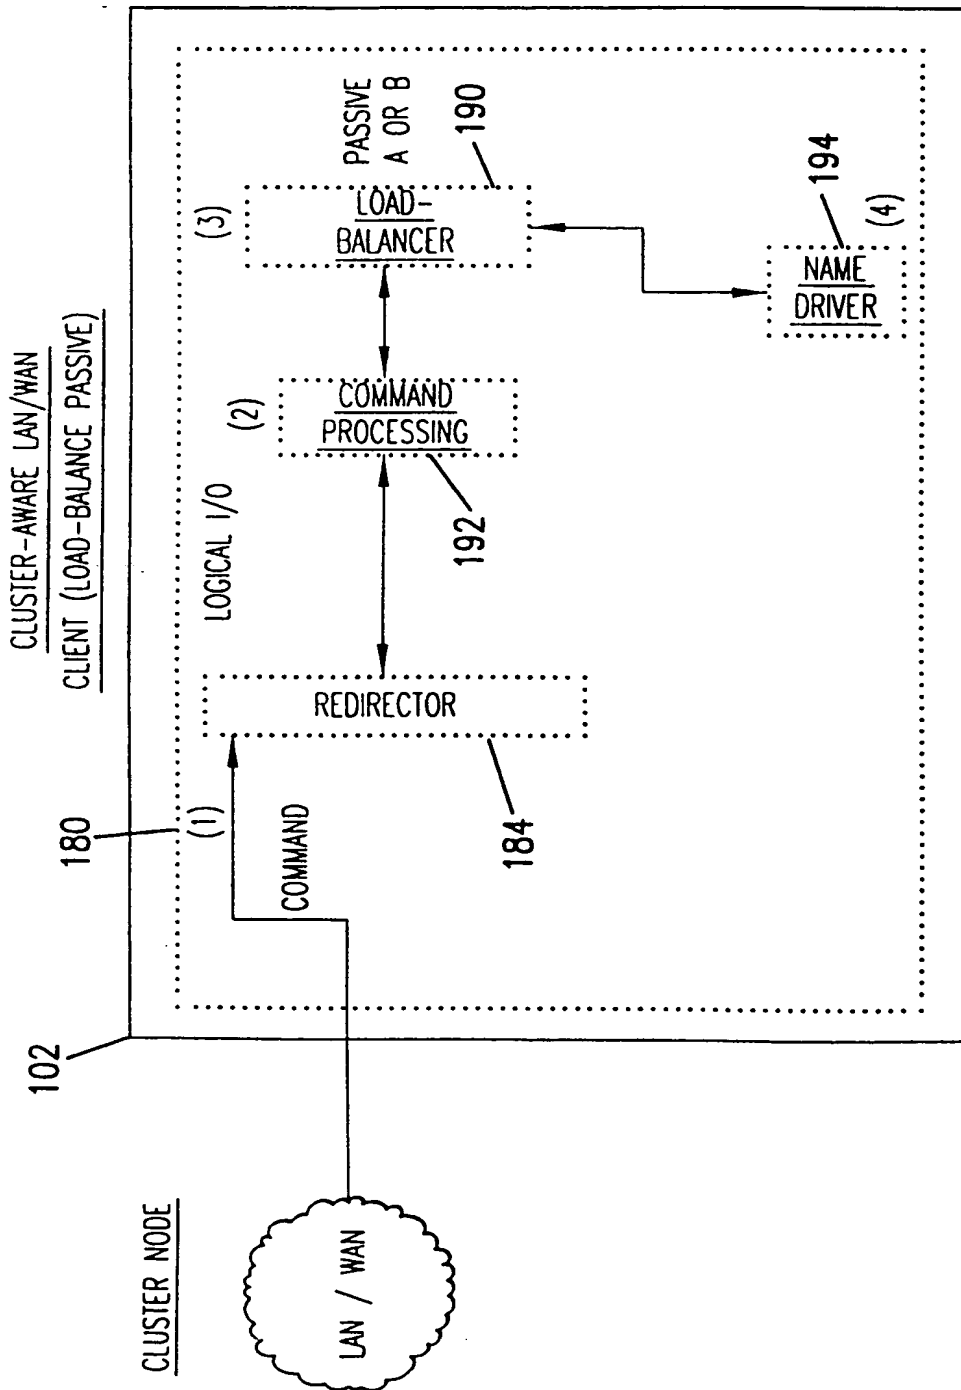 CLUSTER-AWARE LAN/WAN
CLIENT (LOAD-BALANCE PASSIVE)
CLUSTER NODE
LAN / WAN
102
180
(1)
COMMAND
REDIRECTOR
184
LOGICAL I/O
(2)
COMMAND
PROCESSING
192
(3)
LOAD-
BALANCER
PASSIVE
A OR B
190
NAME
DRIVER
(4)
194